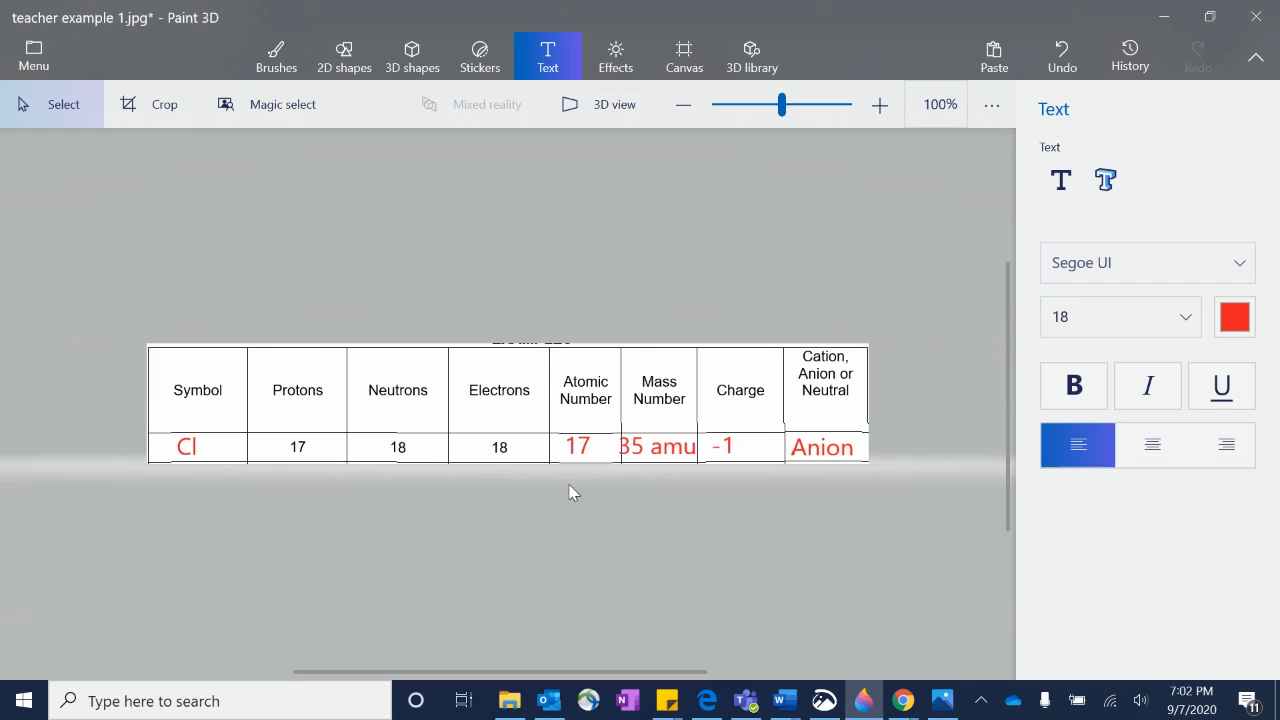 teacher example 1.jpg* - Paint 3D
Menu
Brushes
2D shapes
3D shapes
Stickers
Text
Effects
Canvas
3D library
Paste
Undo
History
Redo
Select
Crop
Magic select
Mixed reality
3D view
100%
Text
Text
T
T
Segoe UI
18
B I U
Symbol
Protons
Neutrons
Electrons
Atomic
Number
Mass
Number
Charge
Cation,
Anion or
Neutral
Cl
17
18
18
17
35 amu
-1
Anion
Type here to search
7:02 PM
9/7/2020
11